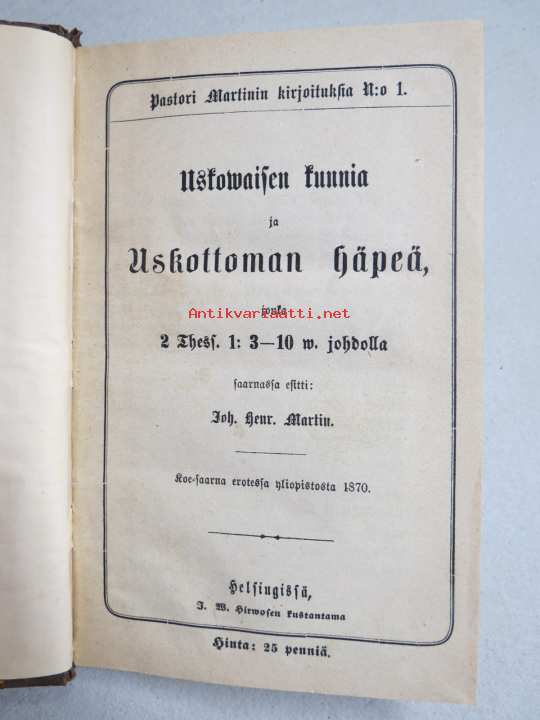 Pastori Martinin kirjoituksia N:o 1.
Uskowaisen kunnia
ja
Uskottoman häpeä,
jonka
Antikvariaatti.net
2 Thess. 1: 3—10 w. johdolla
saarnassa esitti:
Joh. Henr. Martin.
Koe-saarna erotessa yliopistosta 1870.
Helsingissä,
J. W. Hirwosen kustantama
Hinta: 25 penniä.